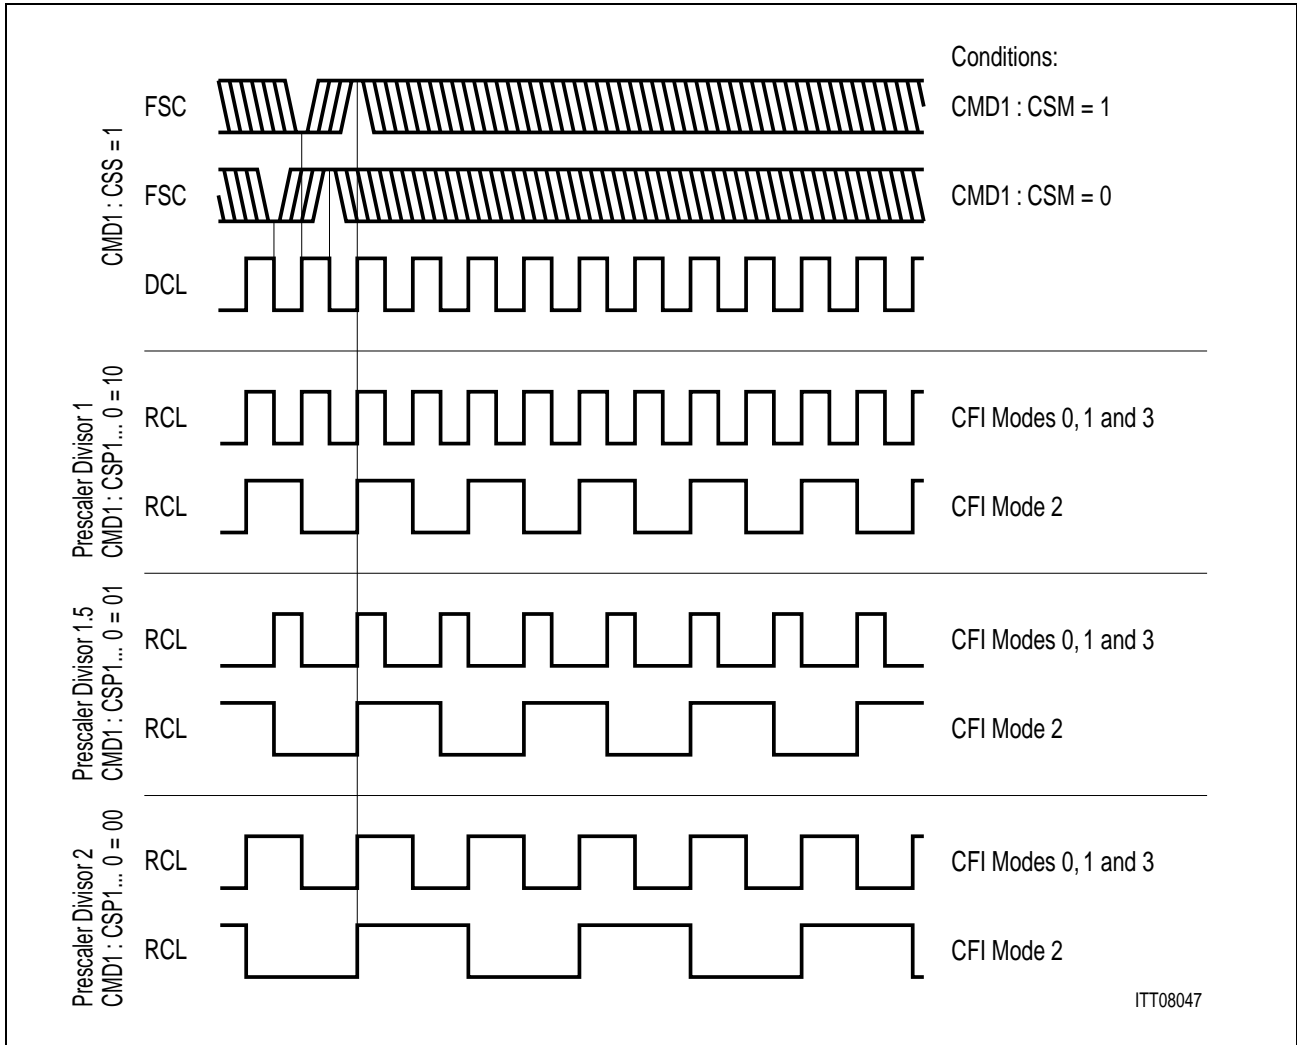 Conditions:
CMD1 : CSS = 1
FSC
CMD1 : CSM = 1
FSC
CMD1 : CSM = 0
DCL
Prescaler Divisor 1
CMD1 : CSP1... 0 = 10
RCL
CFI Modes 0, 1 and 3
RCL
CFI Mode 2
Prescaler Divisor 1.5
CMD1 : CSP1... 0 = 01
RCL
CFI Modes 0, 1 and 3
RCL
CFI Mode 2
Prescaler Divisor 2
CMD1 : CSP1... 0 = 00
RCL
CFI Modes 0, 1 and 3
RCL
CFI Mode 2
ITT08047